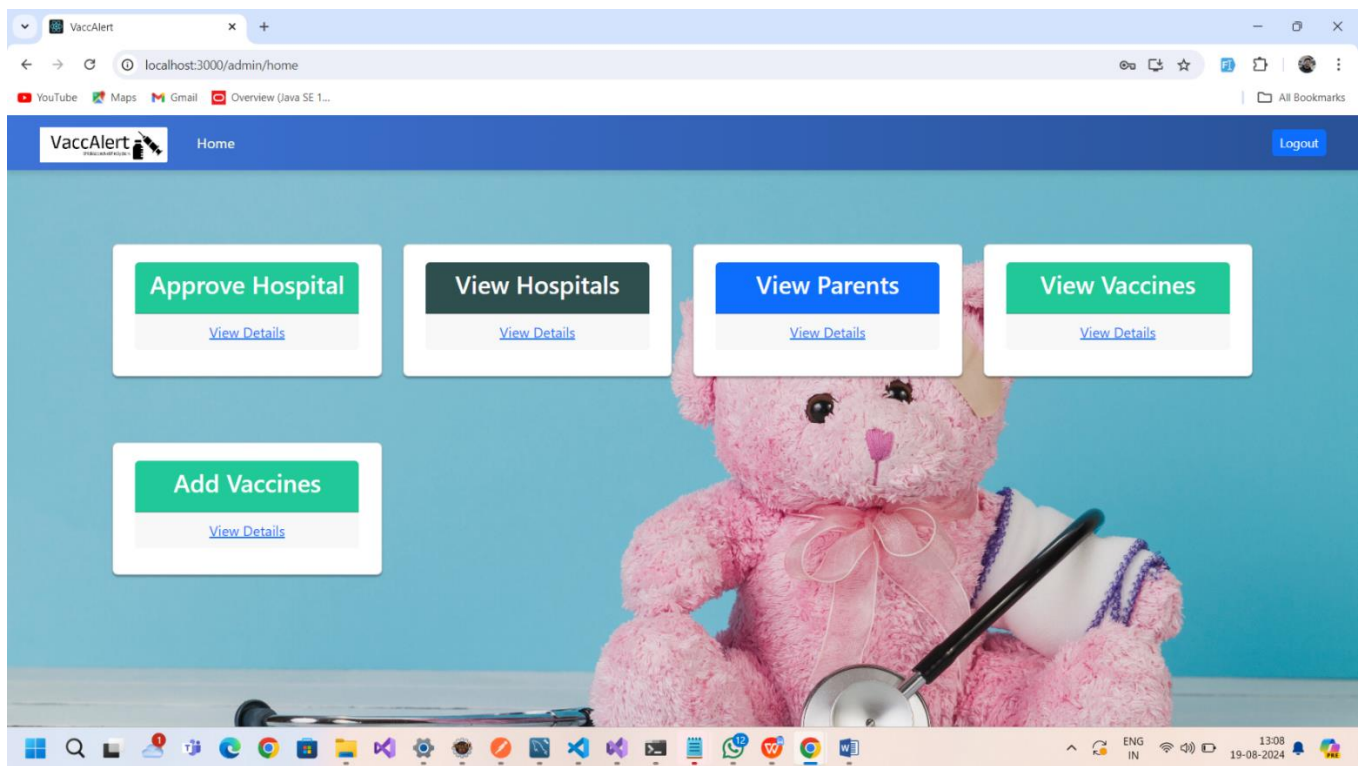 VaccAlert
localhost:3000/admin/home
YouTube Maps Gmail Overview (Java SE 1... All Bookmarks
VaccAlert Home Logout
Approve Hospital View Hospitals View Parents View Vaccines
View Details View Details View Details View Details
Add Vaccines
View Details
12
ENG 13:08
IN 19-08-2024
PRE